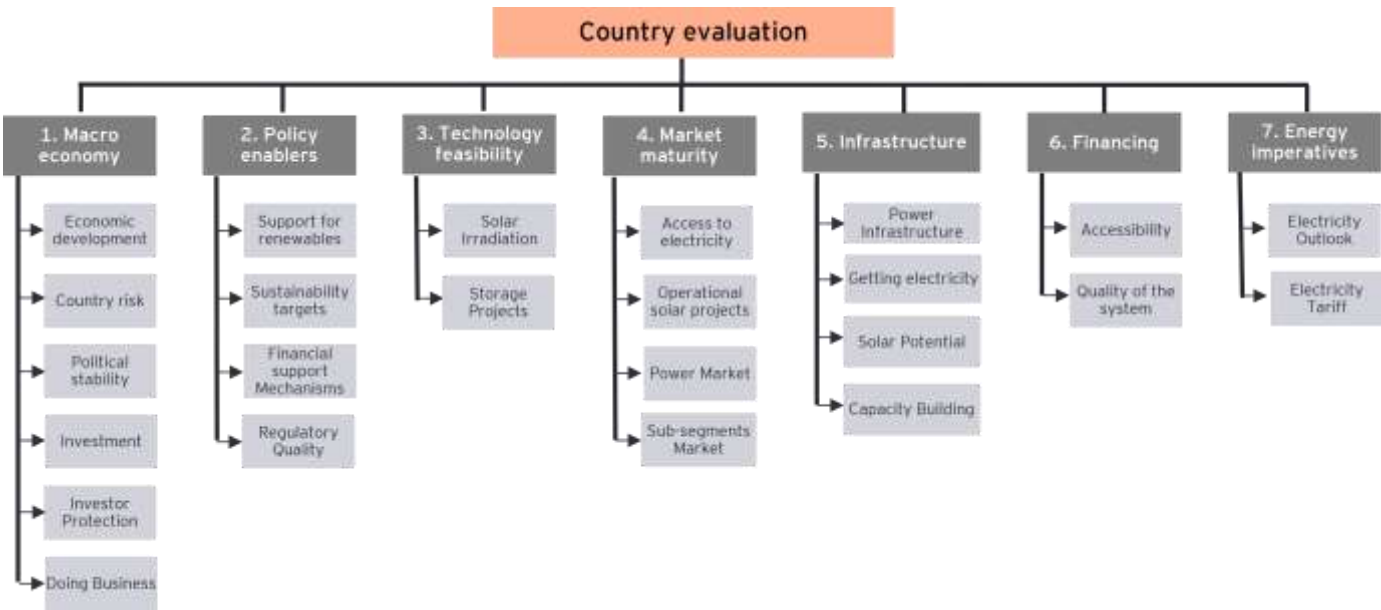 Country evaluation
1. Macro
economy
2. Policy
enablers
3. Technology
feasibility
4. Market
maturity
5. Infrastructure
6. Financing
7. Energy
imperatives
Economic
development
Country risk
Political
stability
Investment
Investor
Protection
Doing Business
Support for
renewables
Sustainability
targets
Financial
support
Mechanisms
Regulatory
Quality
Solar
Irradiation
Storage
Projects
Access to
electricity
Operational
solar projects
Power Market
Sub-segments
Market
Power
Infrastructure
Getting electricity
Solar Potential
Capacity Building
Accessibility
Quality of the
system
Electricity
Outlook
Electricity
Tariff